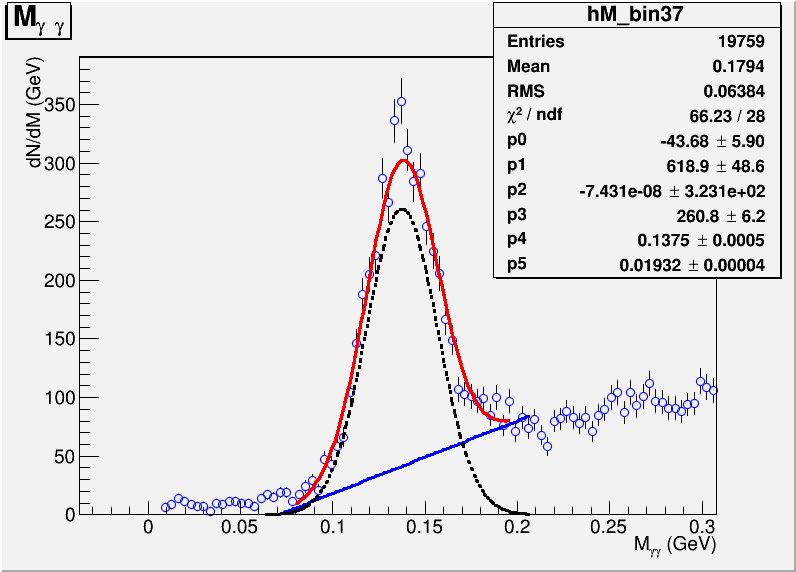 M γ γ
hM_bin37
Entries 19759
Mean 0.1794
RMS 0.06384
χ² / ndf 66.23 / 28
p0 -43.68 ± 5.90
p1 618.9 ± 48.6
p2 -7.431e-08 ± 3.231e+02
p3 260.8 ± 6.2
p4 0.1375 ± 0.0005
p5 0.01932 ± 0.00004
dN/dM (GeV)
350
300
250
200
150
100
50
0
0 0.05 0.1 0.15 0.2 0.25 0.3
Mγγ (GeV)